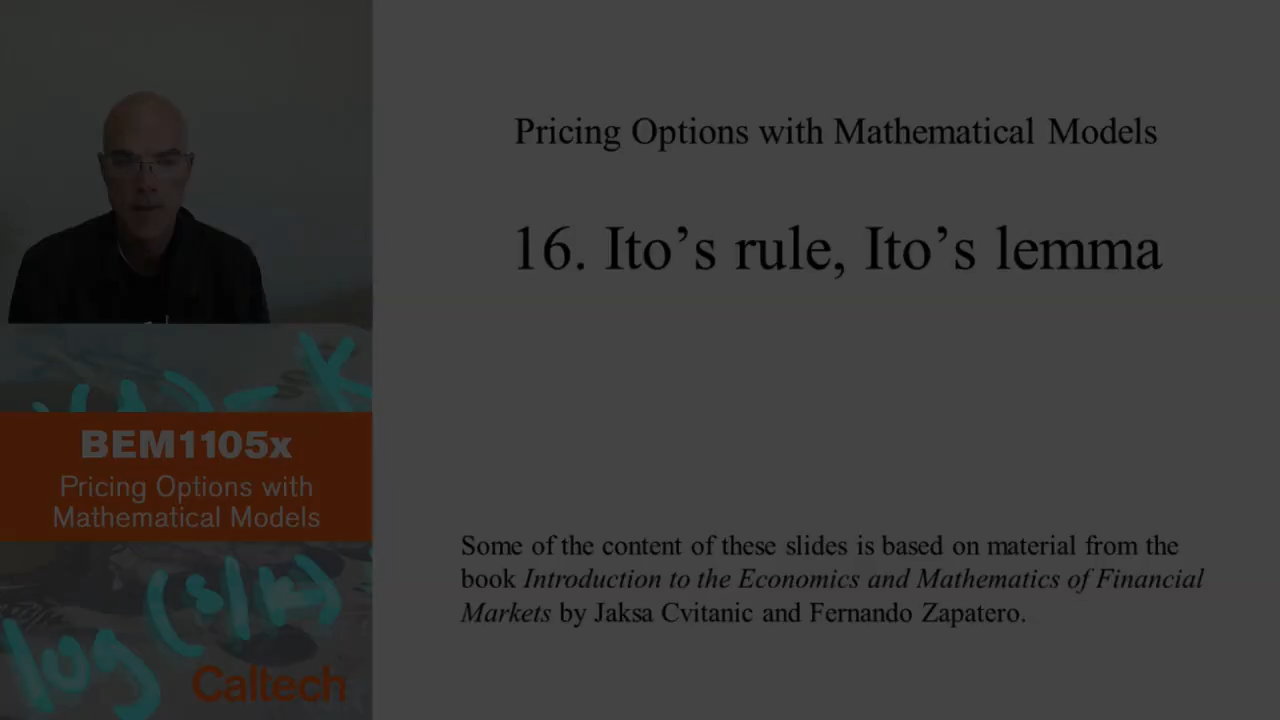 Pricing Options with Mathematical Models
16. Ito's rule, Ito's lemma
BEM1105x
Pricing Options with
Mathematical Models
Some of the content of these slides is based on material from the
book Introduction to the Economics and Mathematics of Financial
Markets by Jaksa Cvitanic and Fernando Zapatero.
log (s/K)
Caltech